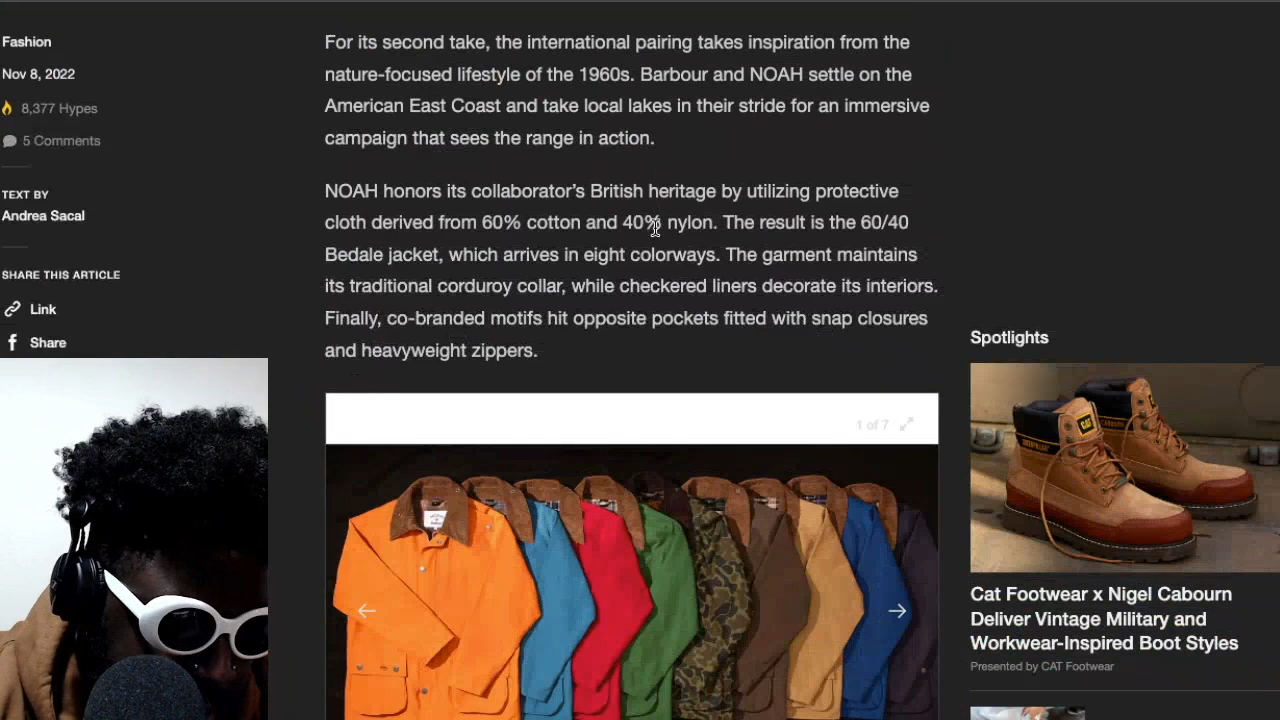 Fashion
Nov 8, 2022
8,377 Hypes
5 Comments
TEXT BY
Andrea Sacal
SHARE THIS ARTICLE
Link
Share
For its second take, the international pairing takes inspiration from the
nature-focused lifestyle of the 1960s. Barbour and NOAH settle on the
American East Coast and take local lakes in their stride for an immersive
campaign that sees the range in action.
NOAH honors its collaborator’s British heritage by utilizing protective
cloth derived from 60% cotton and 40% nylon. The result is the 60/40
Bedale jacket, which arrives in eight colorways. The garment maintains
its traditional corduroy collar, while checkered liners decorate its interiors.
Finally, co-branded motifs hit opposite pockets fitted with snap closures
and heavyweight zippers.
1 of 7
Spotlights
CAT
Cat Footwear x Nigel Cabourn
Deliver Vintage Military and
Workwear-Inspired Boot Styles
Presented by CAT Footwear